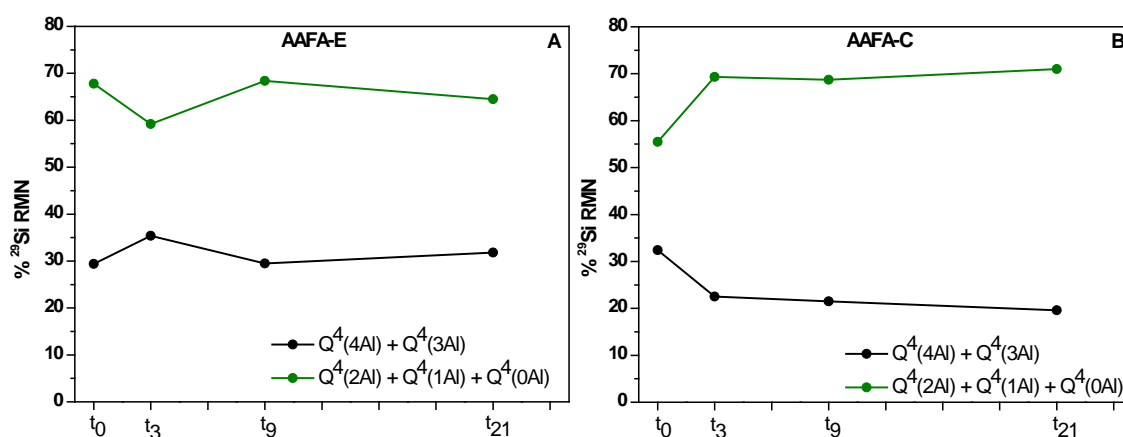 AAFA-E
A
% ²⁹Si RMN
80
70
60
50
40
30
20
10
0
Q⁴(4Al) + Q⁴(3Al)
Q⁴(2Al) + Q⁴(1Al) + Q⁴(0Al)
t₀ t₃ t₉ t₂₁
AAFA-C
B
% ²⁹Si RMN
80
70
60
50
40
30
20
10
0
Q⁴(4Al) + Q⁴(3Al)
Q⁴(2Al) + Q⁴(1Al) + Q⁴(0Al)
t₀ t₃ t₉ t₂₁